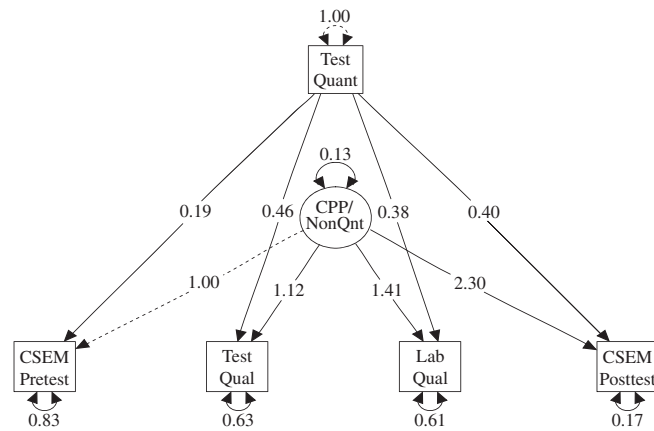 1.00
Test
Quant
0.13
CPP/
NonQnt
0.19
0.46
0.38
0.40
1.00
1.12
1.41
2.30
CSEM
Pretest
Test
Qual
Lab
Qual
CSEM
Posttest
0.83
0.63
0.61
0.17